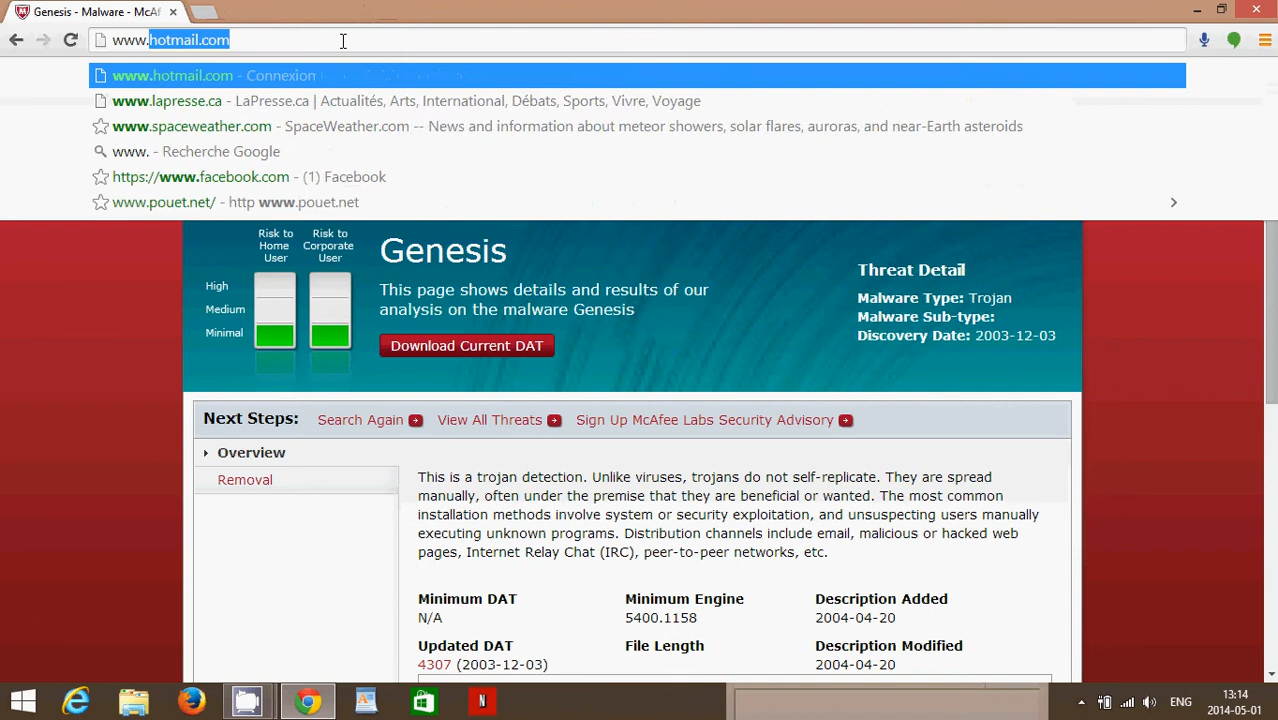 Genesis - Malware - McAf
www.hotmail.com
www.hotmail.com - Connexion
www.lapresse.ca - LaPresse.ca | Actualités, Arts, International, Débats, Sports, Vivre, Voyage
www.spaceweather.com - SpaceWeather.com -- News and information about meteor showers, solar flares, auroras, and near-Earth asteroids
www. - Recherche Google
https://www.facebook.com - (1) Facebook
www.pouet.net/ - http www.pouet.net
Risk to Home User
Risk to Corporate User
High
Medium
Minimal
Genesis
This page shows details and results of our
analysis on the malware Genesis
Download Current DAT
Threat Detail
Malware Type: Trojan
Malware Sub-type:
Discovery Date: 2003-12-03
Next Steps: Search Again View All Threats Sign Up McAfee Labs Security Advisory
Overview
Removal
This is a trojan detection. Unlike viruses, trojans do not self-replicate. They are spread
manually, often under the premise that they are beneficial or wanted. The most common
installation methods involve system or security exploitation, and unsuspecting users manually
executing unknown programs. Distribution channels include email, malicious or hacked web
pages, Internet Relay Chat (IRC), peer-to-peer networks, etc.
Minimum DAT Minimum Engine Description Added
N/A 5400.1158 2004-04-20
Updated DAT File Length Description Modified
4307 (2003-12-03) 2004-04-20
N
ENG
13:14
2014-05-01